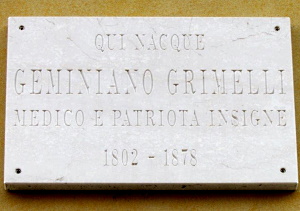 QUI NACQUE
GEMINIANO GRIMELLI
MEDICO E PATRIOTA INSIGNE
1802 - 1878